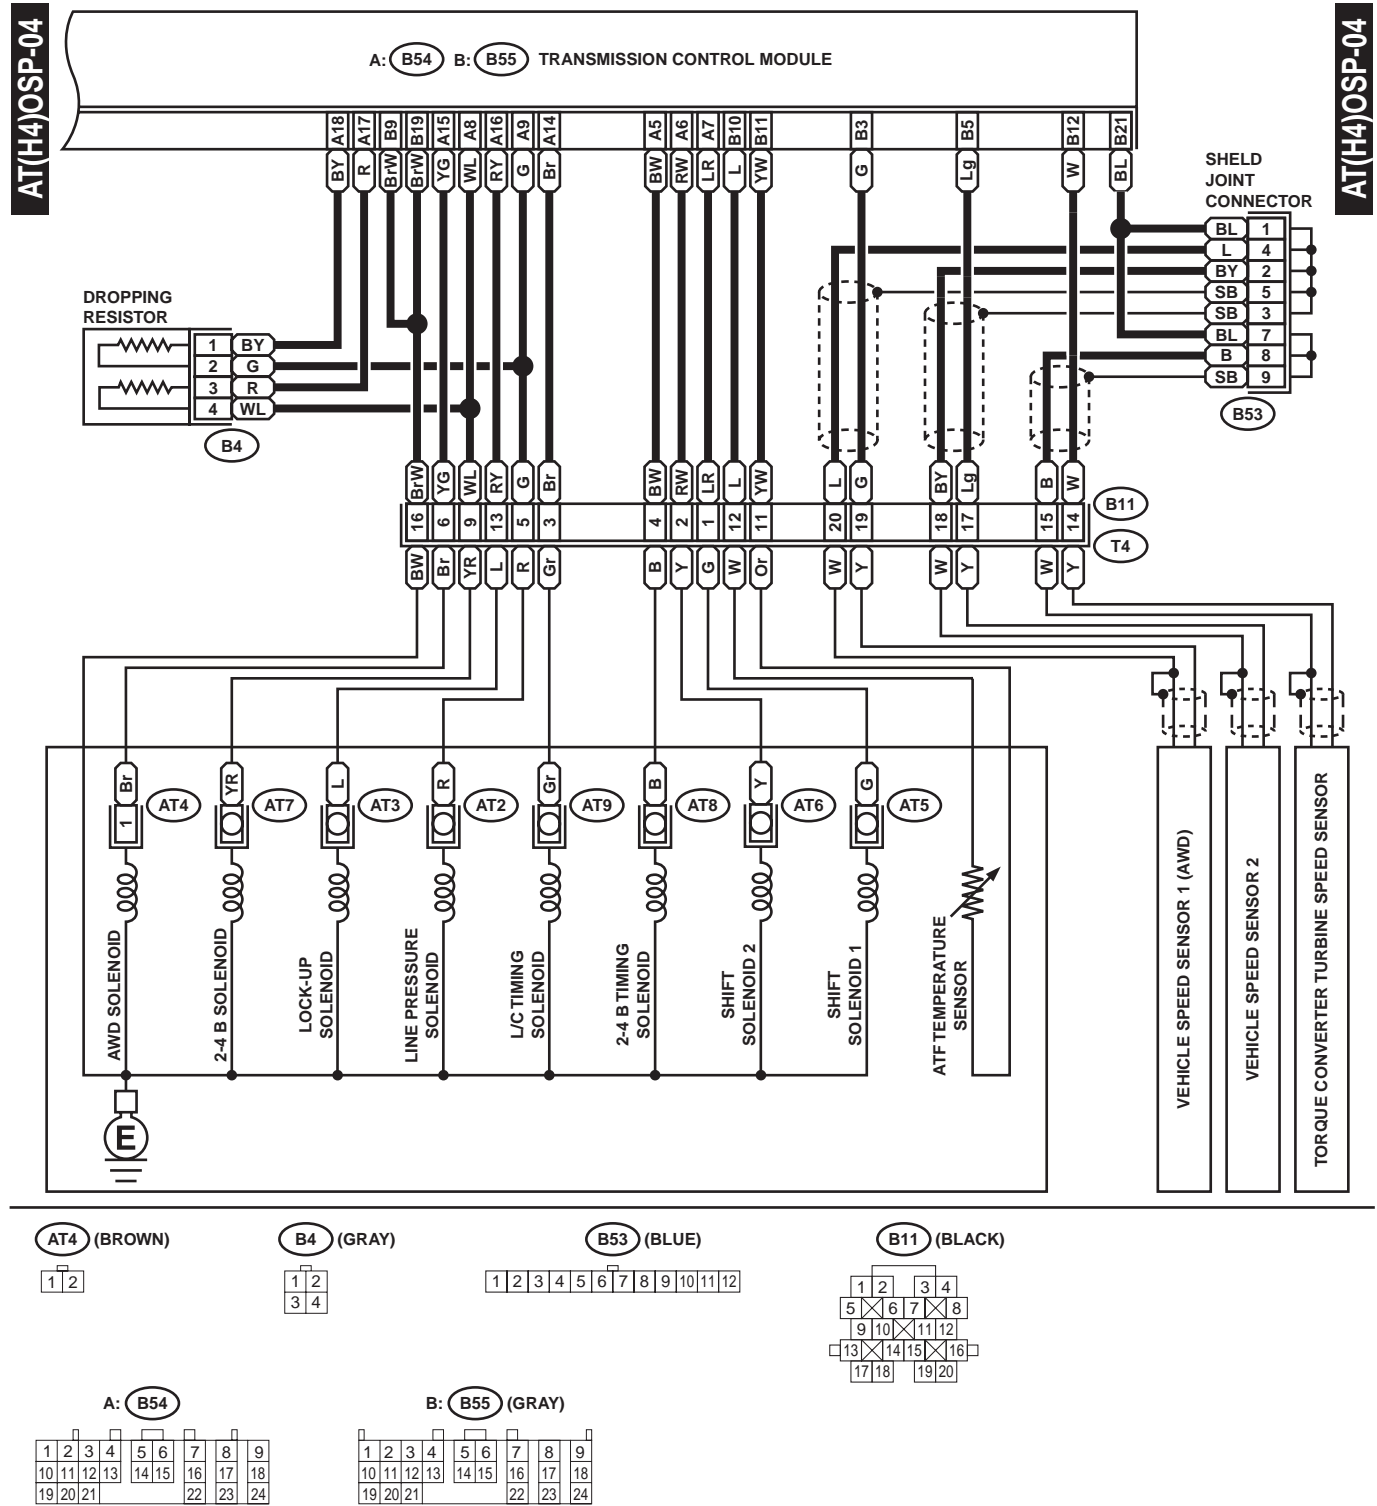 AT(H4)OSP-04
AT(H4)OSP-04
A: B54 B: B55 TRANSMISSION CONTROL MODULE
A18 A17 B9 B19 A15 A8 A16 A9 A14 A5 A6 A7 B10 B11 B3 B5 B12 B21
BY R BrW BrW YG WL RY G Br BW RW LR L YW G Lg W BL
SHELD
JOINT
CONNECTOR
BL 1
L 4
BY 2
SB 5
SB 3
BL 7
B 8
SB 9
B53
DROPPING
RESISTOR
1 BY
2 G
3 R
4 WL
B4
BrW YG WL RY G Br BW RW LR L YW L G BY Lg B W
16 6 9 13 5 3 4 2 1 12 11 20 19 18 17 15 14
B11
T4
BW Br YR L R Gr B Y G W Or W Y W Y W Y
Br YR L R Gr B Y G
1
AT4 AT7 AT3 AT2 AT9 AT8 AT6 AT5
AWD SOLENOID
2-4 B SOLENOID
LOCK-UP
SOLENOID
LINE PRESSURE
SOLENOID
L/C TIMING
SOLENOID
2-4 B TIMING
SOLENOID
SHIFT
SOLENOID 2
SHIFT
SOLENOID 1
ATF TEMPERATURE
SENSOR
VEHICLE SPEED SENSOR 1 (AWD)
VEHICLE SPEED SENSOR 2
TORQUE CONVERTER TURBINE SPEED SENSOR
E
AT4 (BROWN)
1 2
B4 (GRAY)
1 2
3 4
B53 (BLUE)
1 2 3 4 5 6 7 8 9 10 11 12
B11 (BLACK)
1 2 3 4
5 6 7 8
9 10 11 12
13 14 15 16
17 18 19 20
A: B54
1 2 3 4 5 6 7 8 9
10 11 12 13 14 15 16 17 18
19 20 21 22 23 24
B: B55 (GRAY)
1 2 3 4 5 6 7 8 9
10 11 12 13 14 15 16 17 18
19 20 21 22 23 24